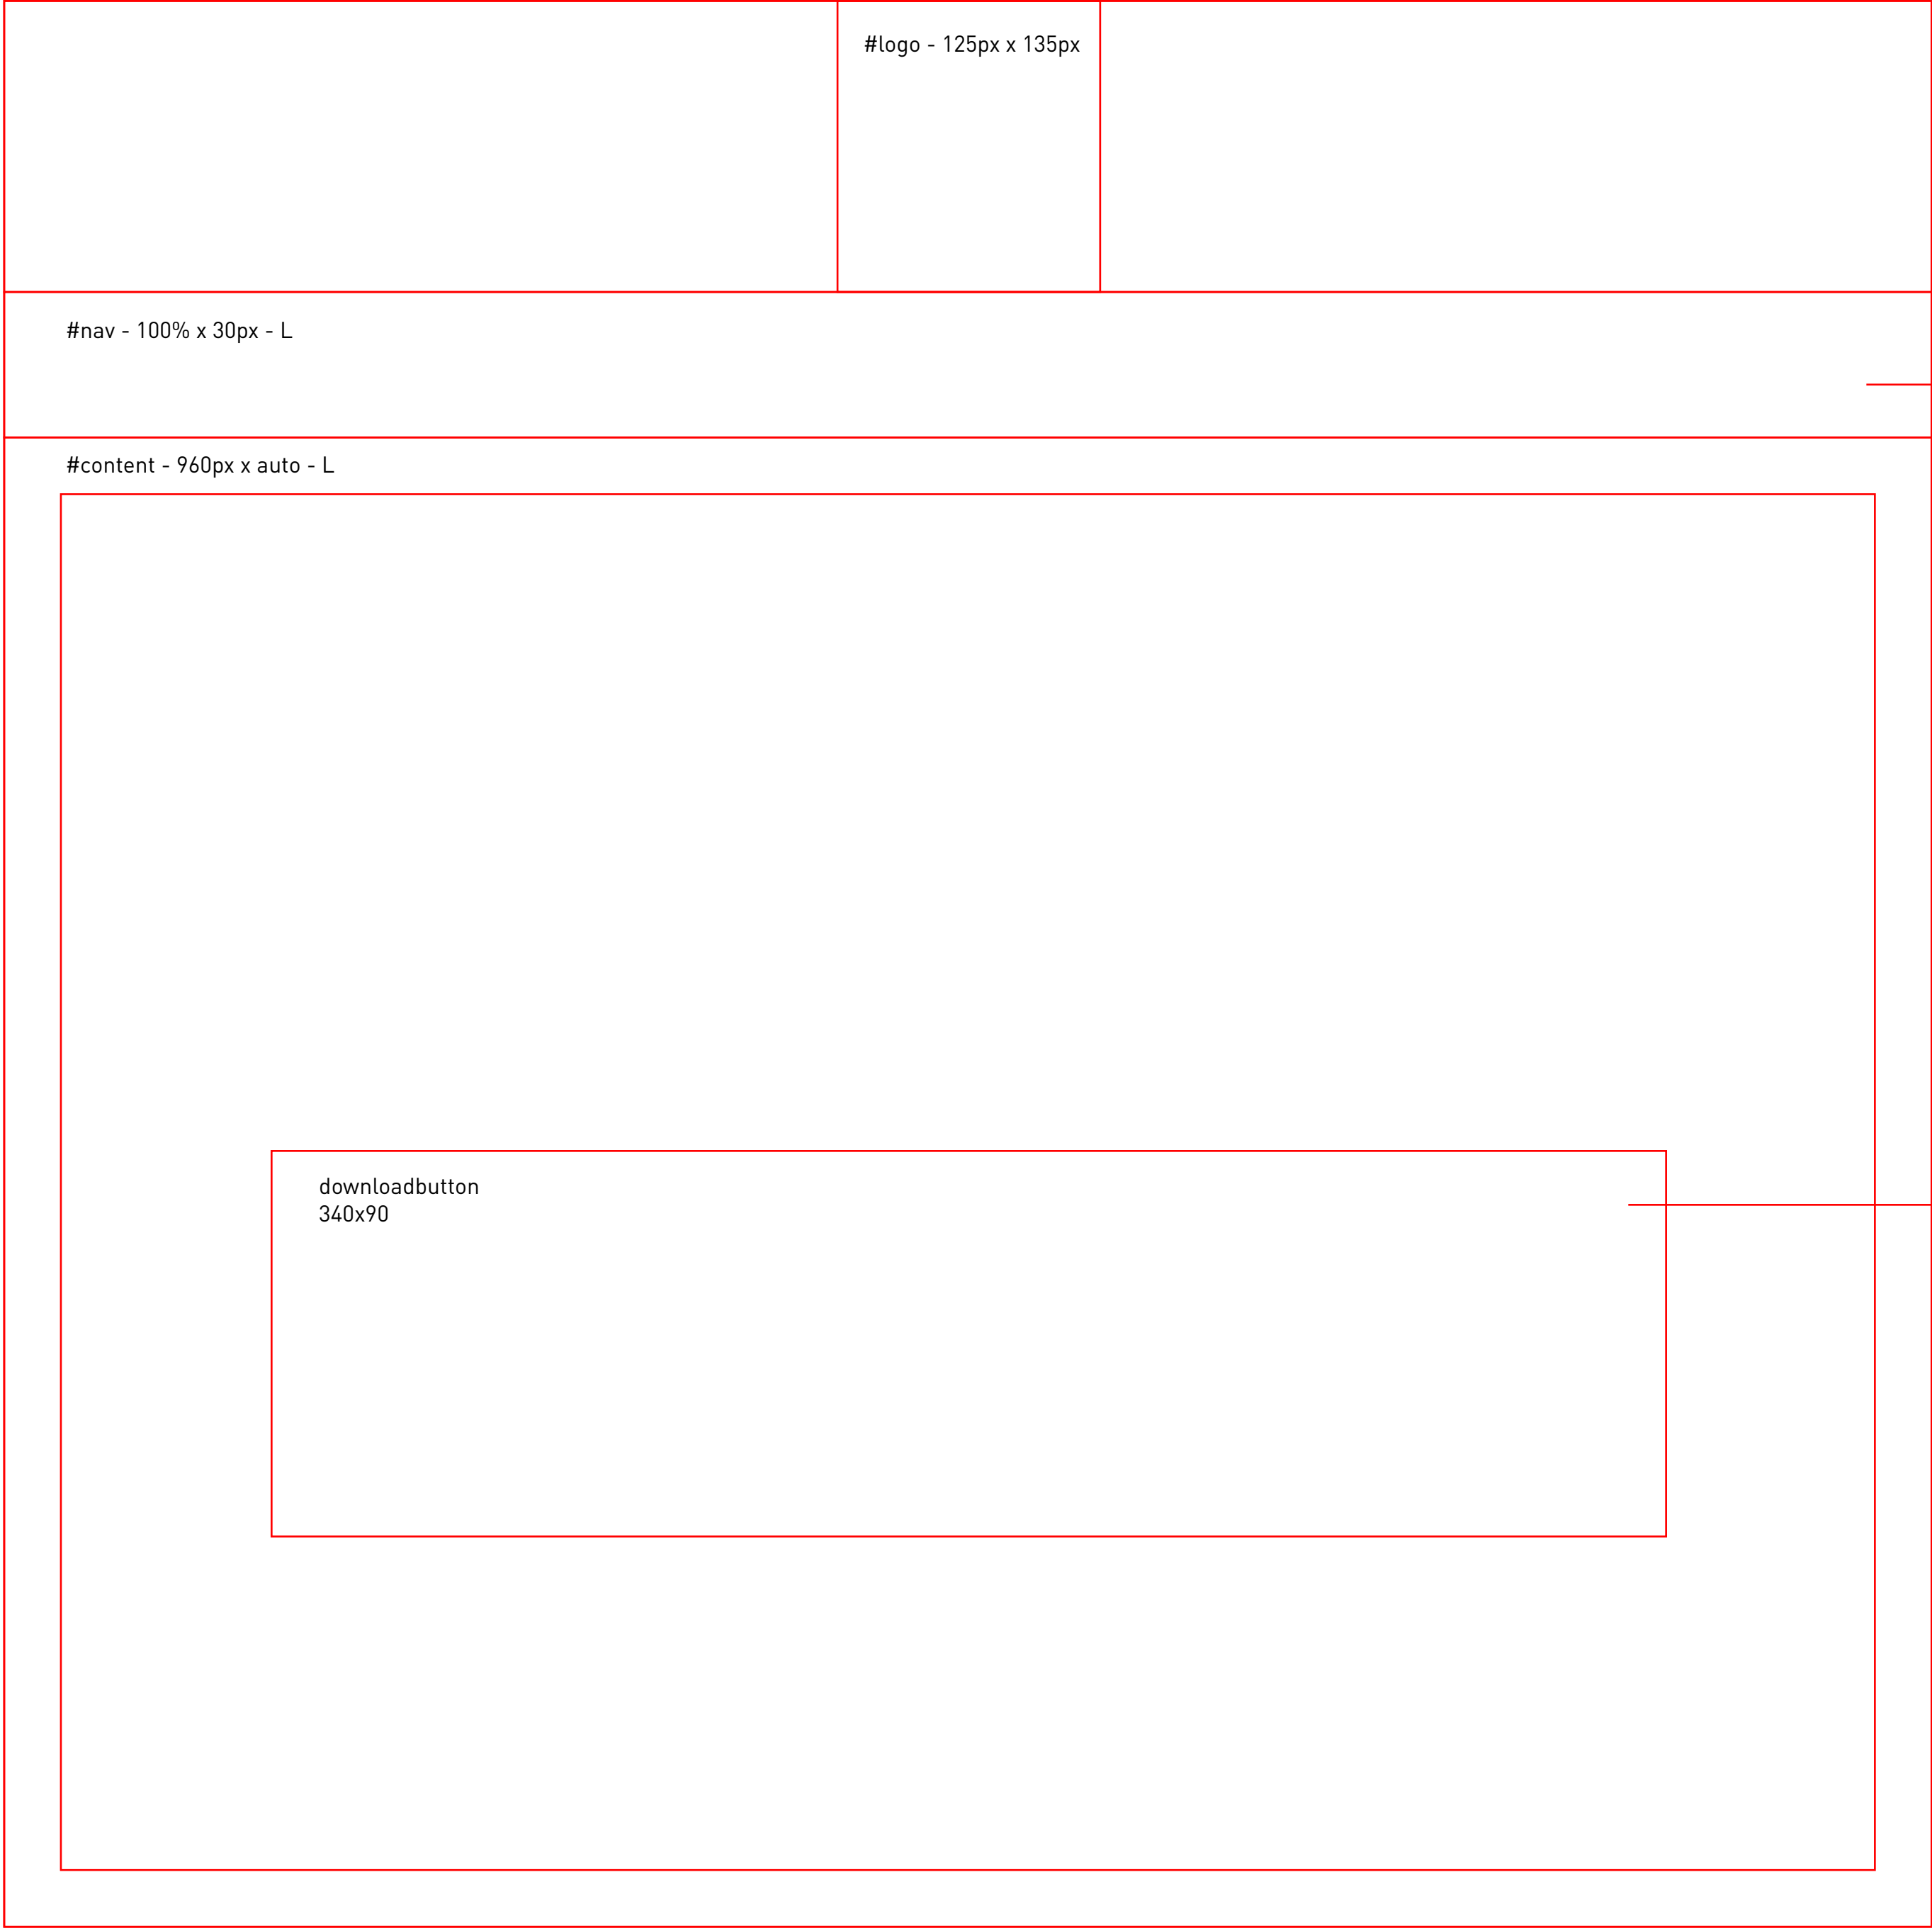 #logo - 125px x 135px
#nav - 100% x 30px - L
#content - 960px x auto - L
downloadbutton
340x90